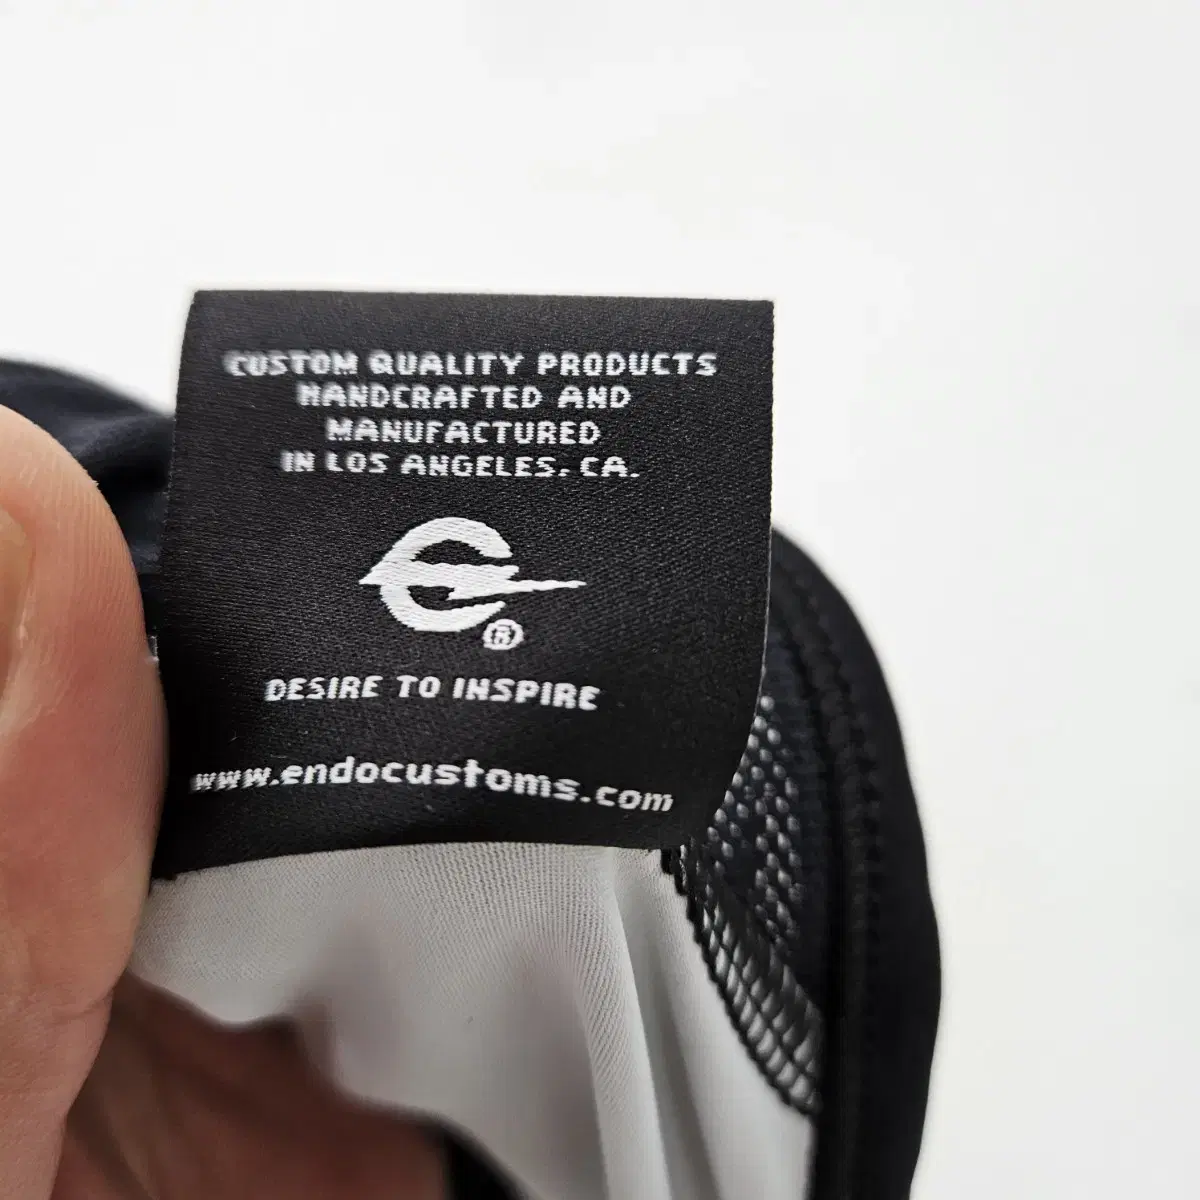 CUSTOM QUALITY PRODUCTS
HANDCRAFTED AND
MANUFACTURED
IN LOS ANGELES, CA.
®
DESIRE TO INSPIRE
www.endocustoms.com